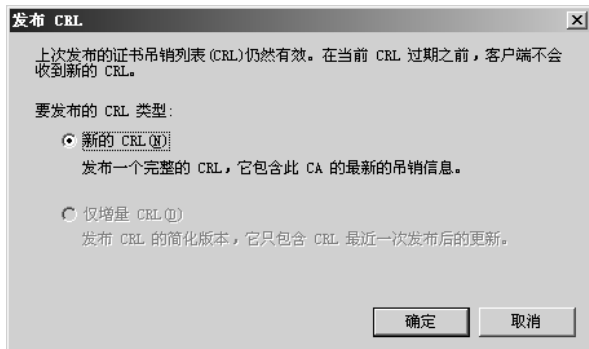 发布 CRL
上次发布的证书吊销列表(CRL)仍然有效。在当前 CRL 过期之前，客户端不会
收到新的 CRL。
要发布的 CRL 类型:
新的 CRL(N)
发布一个完整的 CRL，它包含此 CA 的最新的吊销信息。
仅增量 CRL(D)
发布 CRL 的简化版本，它只包含 CRL 最近一次发布后的更新。
确定 取消